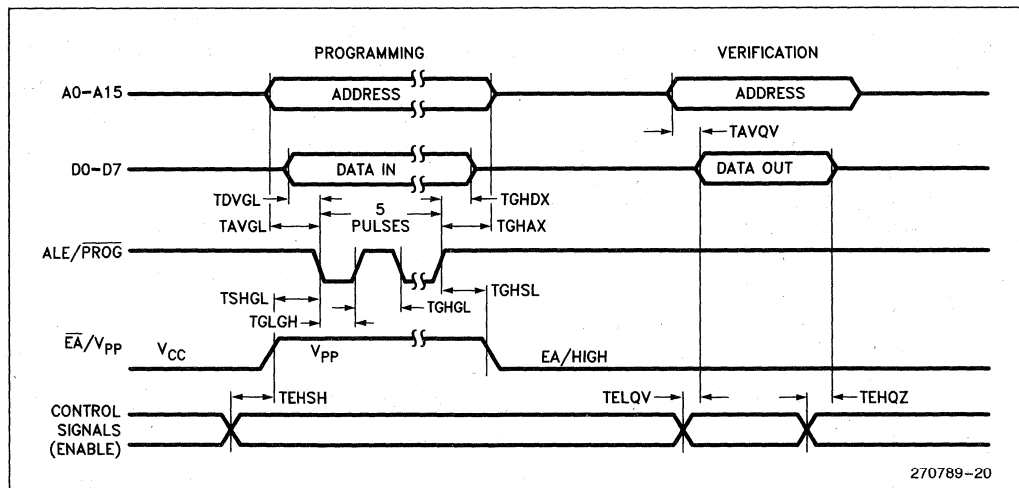 PROGRAMMING VERIFICATION
A0-A15 ADDRESS ADDRESS
TAVQV
D0-D7 DATA IN DATA OUT
TDVGL 5 TGHDX
TAVGL PULSES TGHAX
ALE/PROG
TSHGL TGHSL
TGHGL
TGLGH
EA/VPP VCC VPP EA/HIGH
TEHSH TELQV TEHQZ
CONTROL
SIGNALS
(ENABLE)
270789-20